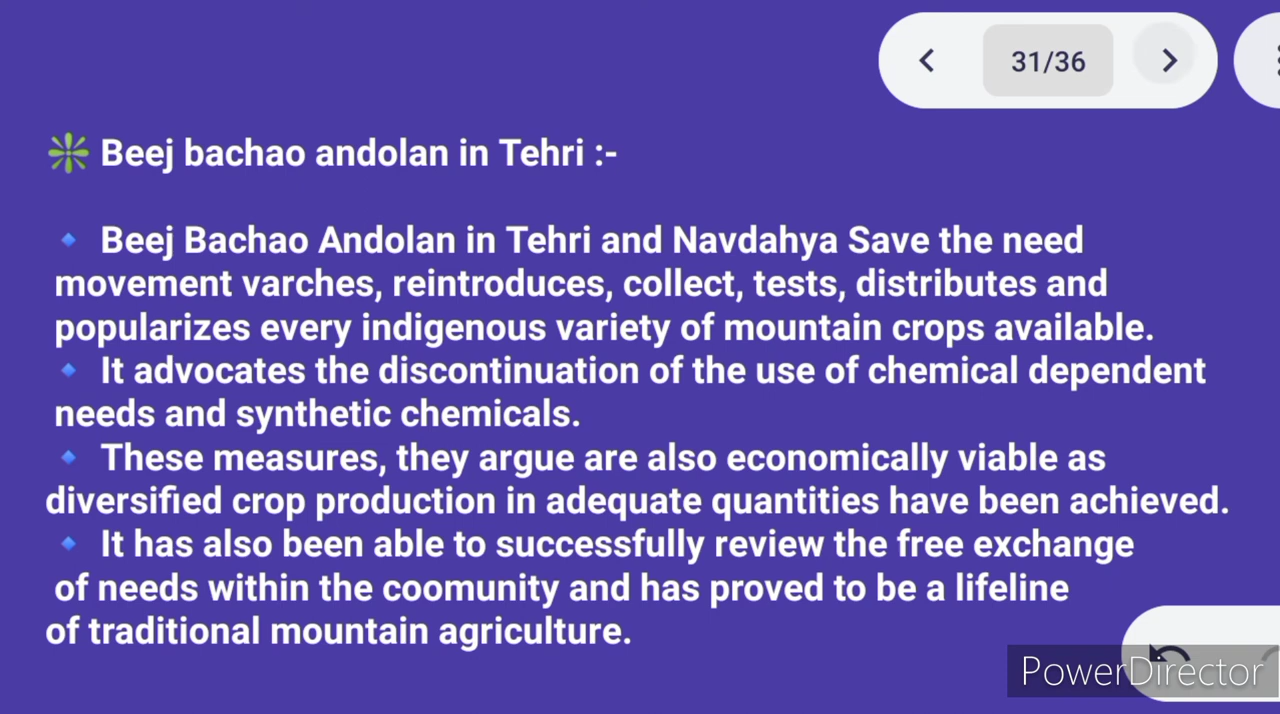 31/36
Beej bachao andolan in Tehri :-
Beej Bachao Andolan in Tehri and Navdahya Save the need
movement varches, reintroduces, collect, tests, distributes and
popularizes every indigenous variety of mountain crops available.
It advocates the discontinuation of the use of chemical dependent
needs and synthetic chemicals.
These measures, they argue are also economically viable as
diversified crop production in adequate quantities have been achieved.
It has also been able to successfully review the free exchange
of needs within the coomunity and has proved to be a lifeline
of traditional mountain agriculture.
PowerDirector